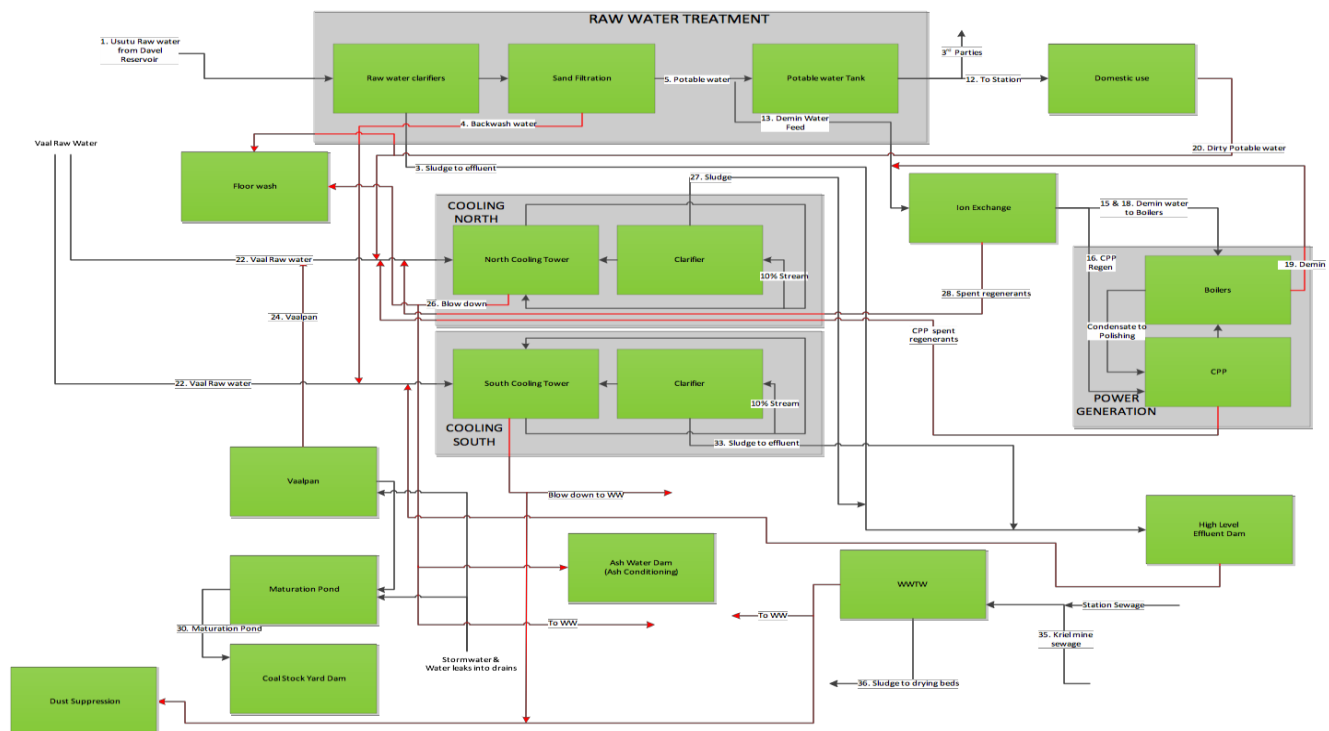 RAW WATER TREATMENT
1. Usutu Raw water
from Davel
Reservoir
Raw water clarifiers
Sand Filtration
5. Potable water
Potable water Tank
3rd Parties
12. To Station
Domestic use
4. Backwash water
13. Demin Water
Feed
Vaal Raw Water
20. Dirty Potable water
3. Sludge to effluent
27. Sludge
Floor wash
COOLING
NORTH
Ion Exchange
15 & 18. Demin water
to Boilers
22. Vaal Raw water
North Cooling Tower
Clarifier
10% Stream
16. CPP
Regen
19. Demin
Boilers
28. Spent regenerants
26. Blow down
24. Vaalpan
CPP spent
regenerants
Condensate to
Polishing
CPP
22. Vaal Raw water
South Cooling Tower
Clarifier
10% Stream
POWER
GENERATION
COOLING
SOUTH
33. Sludge to effluent
Vaalpan
Blow down to WW
High Level
Effluent Dam
Ash Water Dam
(Ash Conditioning)
WWTW
Maturation Pond
Station Sewage
To WW
To WW
30. Maturation Pond
35. Kriel mine
sewage
Stormwater &
Water leaks into drains
Coal Stock Yard Dam
36. Sludge to drying beds
Dust Suppression